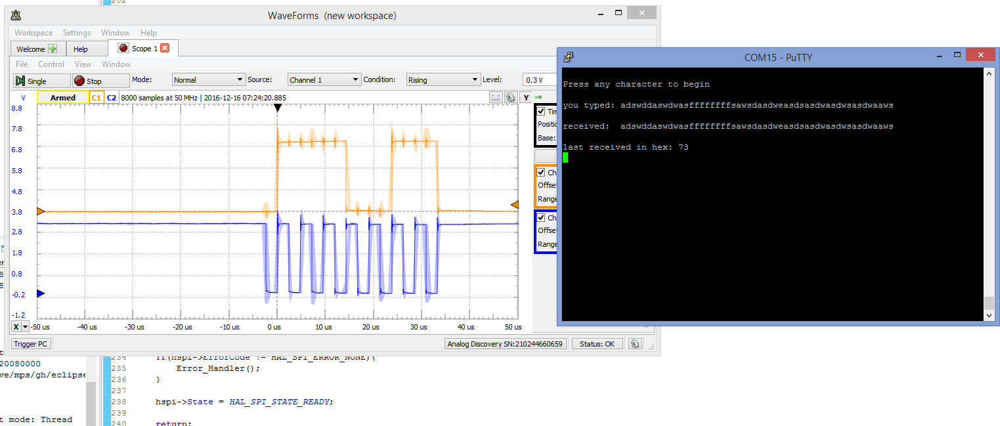 202
WaveForms (new workspace)
Workspace Settings Window Help
Welcome Help Scope 1
File Control View Window
Single Stop Mode: Normal Source: Channel 1 Condition: Rising Level: 0.3 V
V Armed C1 C2 8000 samples at 50 MHz | 2016-12-16 07:24:20.885 Y
8.8
7.8
6.8
5.8
4.8
3.8
2.8
1.8
0.8
-0.2
-1.2
X -50 us -40 us -30 us -20 us -10 us 0 us 10 us 20 us 30 us 40 us 50 us
Tim
Positio
Base:
Cha
Offse
Range
Cha
Offse
Range
Trigger PC Analog Discovery SN:210244660659 Status: OK
COM15 - PuTTY
Press any character to begin
you typed: adswddaswdwasfffffffffsawsdasdweasdsasdwasdwsasdwaaws
received: adswddaswdwasfffffffffsawsdasdweasdsasdwasdwsasdwaaws
last received in hex: 73
234 if(hspi->ErrorCode != HAL_SPI_ERROR_NONE){
20080000
235 Error_Handler();
ve/mps/gh/eclipse
236 }
237
238 hspi->State = HAL_SPI_STATE_READY;
239
t mode: Thread
240 return;